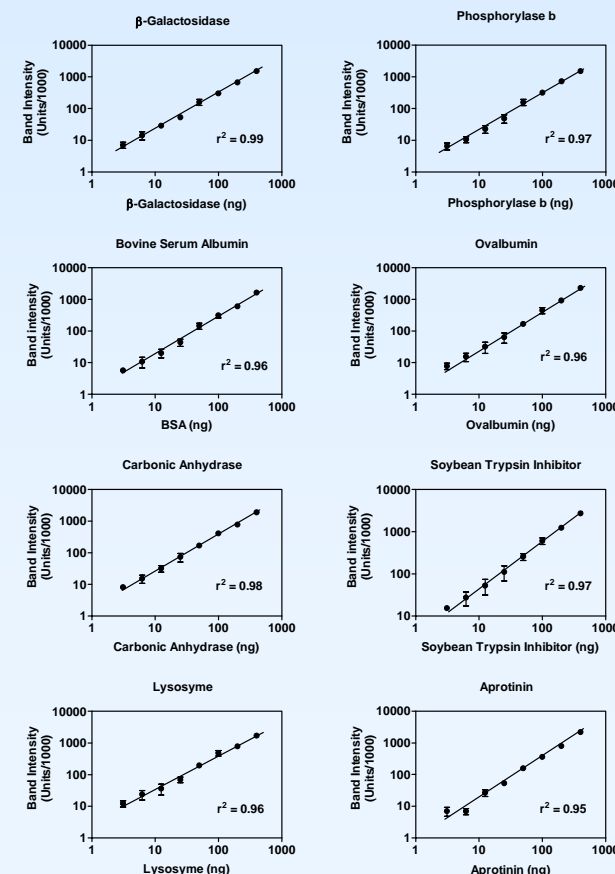 β-Galactosidase
Band Intensity
(Units/1000)
10000
1000
100
10
1
r² = 0.99
1 10 100 1000
β-Galactosidase (ng)
Phosphorylase b
Band Intensity
(Units/1000)
10000
1000
100
10
1
r² = 0.97
1 10 100 1000
Phosphorylase b (ng)
Bovine Serum Albumin
Band Intensity
(Units/1000)
10000
1000
100
10
1
r² = 0.96
1 10 100 1000
BSA (ng)
Ovalbumin
Band Intensity
(Units/1000)
10000
1000
100
10
1
r² = 0.96
1 10 100 1000
Ovalbumin (ng)
Carbonic Anhydrase
Band Intensity
(Units/1000)
10000
1000
100
10
1
r² = 0.98
1 10 100 1000
Carbonic Anhydrase (ng)
Soybean Trypsin Inhibitor
Band Intensity
(Units/1000)
10000
1000
100
10
r² = 0.97
1 10 100 1000
Soybean Trypsin Inhibitor (ng)
Lysosyme
Band Intensity
(Units/1000)
10000
1000
100
10
1
r² = 0.96
1 10 100 1000
Lysosyme (ng)
Aprotinin
Band Intensity
(Units/1000)
10000
1000
100
10
1
r² = 0.95
1 10 100 1000
Aprotinin (ng)